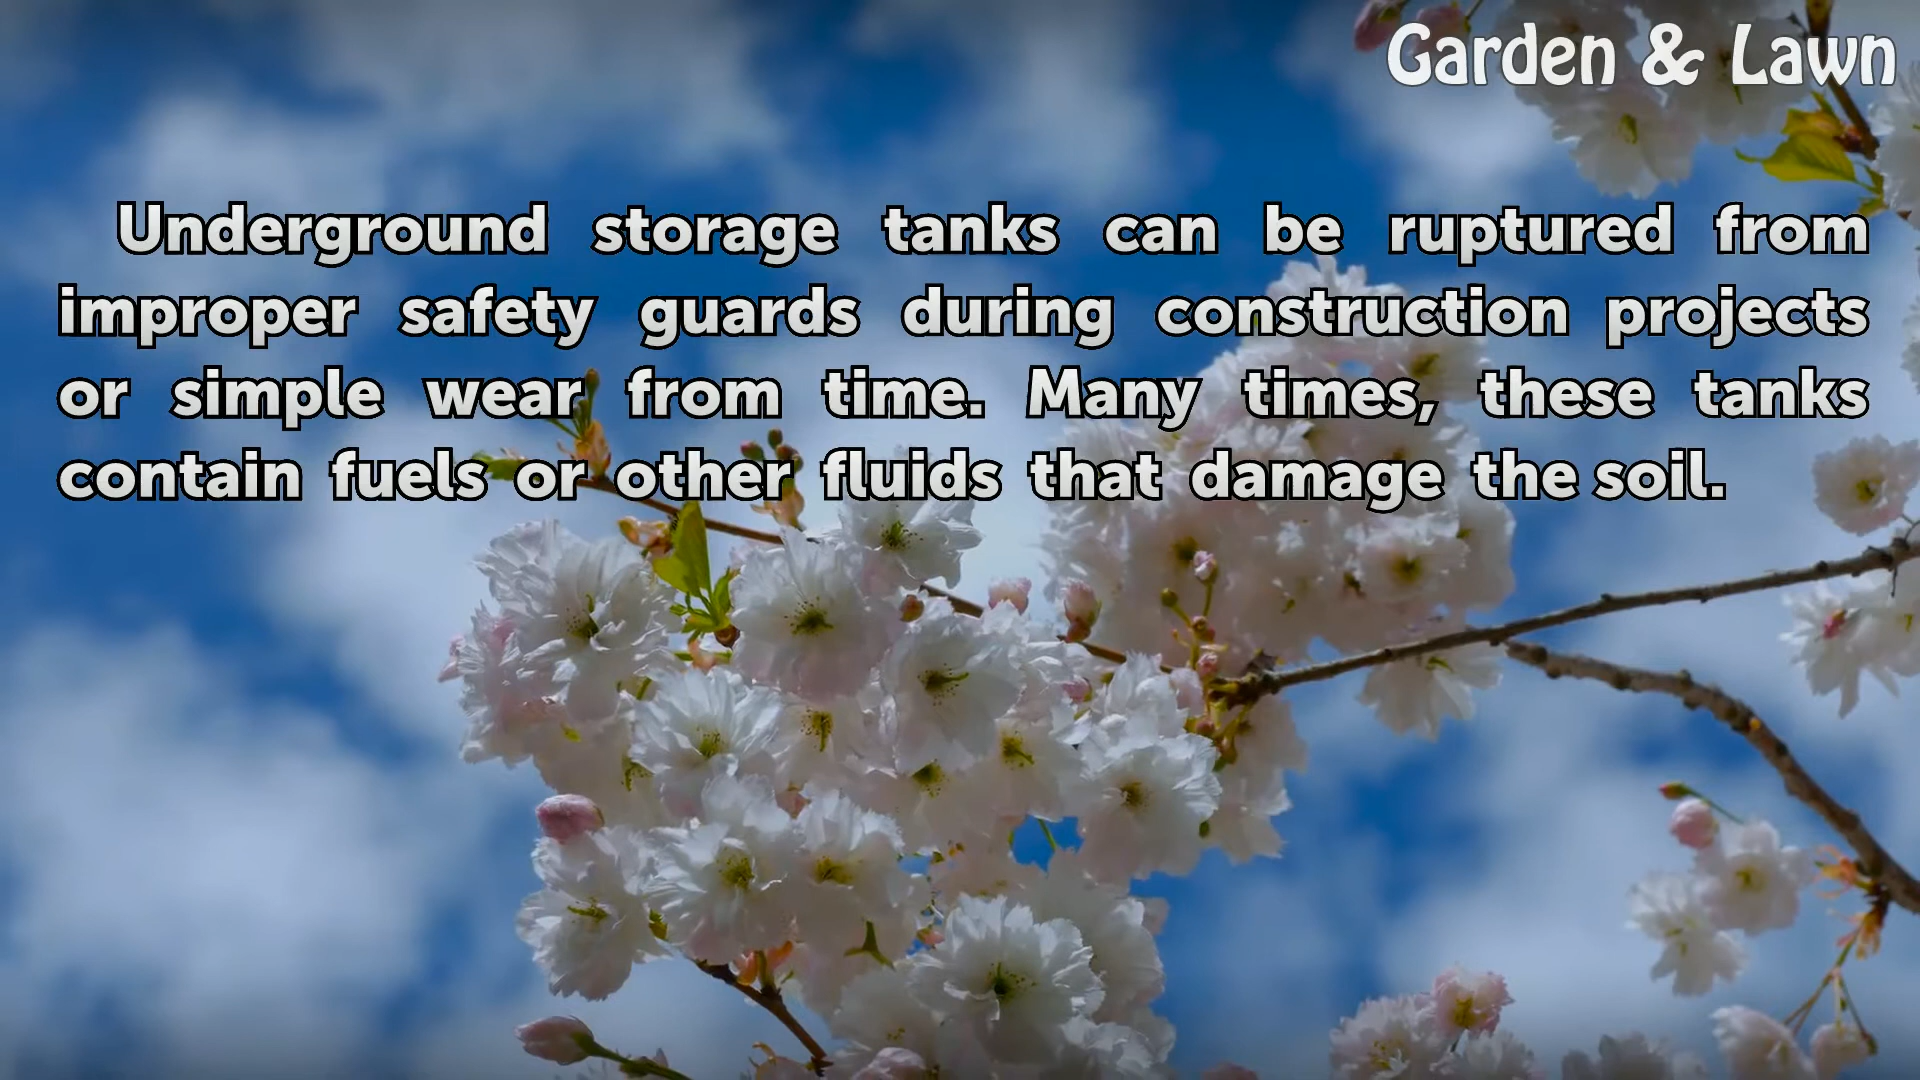 Garden & Lawn
Underground storage tanks can be ruptured from
improper safety guards during construction projects
or simple wear from time. Many times, these tanks
contain fuels or other fluids that damage the soil.